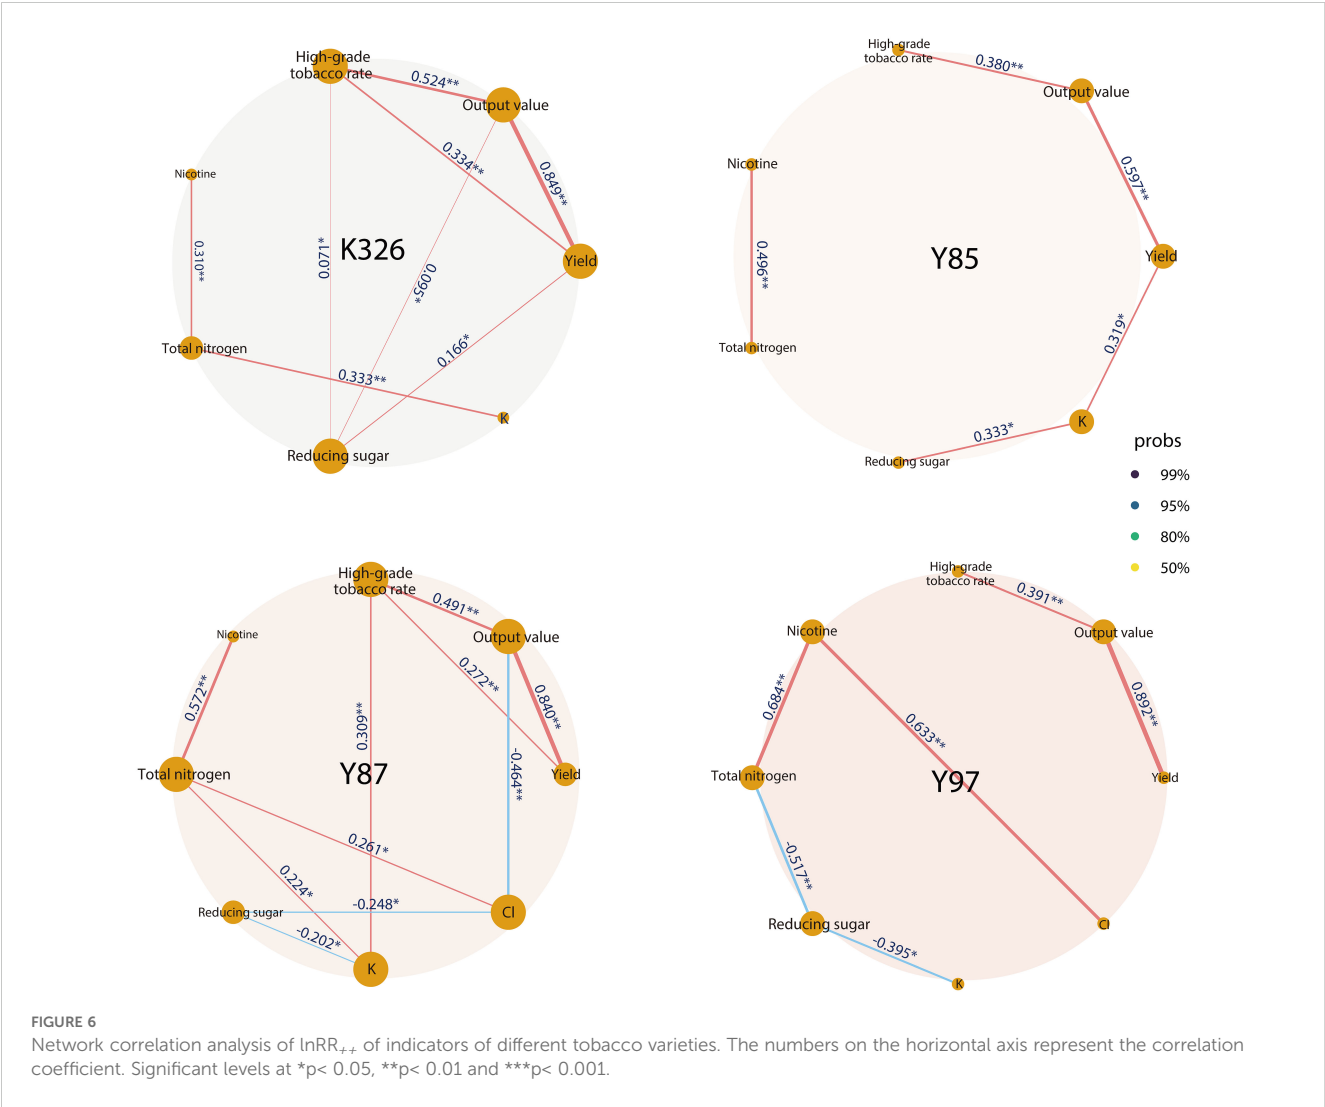 High-grade
tobacco rate
0.524**
Output value
0.334**
0.849**
Nicotine
0.310**
0.071*
K326
0.095*
Yield
Total nitrogen
0.333**
0.166*
K
Reducing sugar
High-grade
tobacco rate
0.380**
Output value
Nicotine
0.597**
0.496**
Y85
Yield
Total nitrogen
0.319*
K
0.333*
Reducing sugar
probs
99%
95%
80%
50%
High-grade
tobacco rate
0.491**
Output value
Nicotine
0.272**
0.572**
0.309**
0.840**
Total nitrogen
Y87
-0.464**
Yield
0.261*
0.224*
Reducing sugar
-0.248*
CI
-0.202*
K
High-grade
tobacco rate
0.391**
Nicotine
Output value
0.684**
0.633**
0.892**
Total nitrogen
Y97
Yield
-0.517**
Reducing sugar
CI
-0.395*
K
FIGURE 6
Network correlation analysis of lnRR++ of indicators of different tobacco varieties. The numbers on the horizontal axis represent the correlation
coefficient. Significant levels at *p< 0.05, **p< 0.01 and ***p< 0.001.